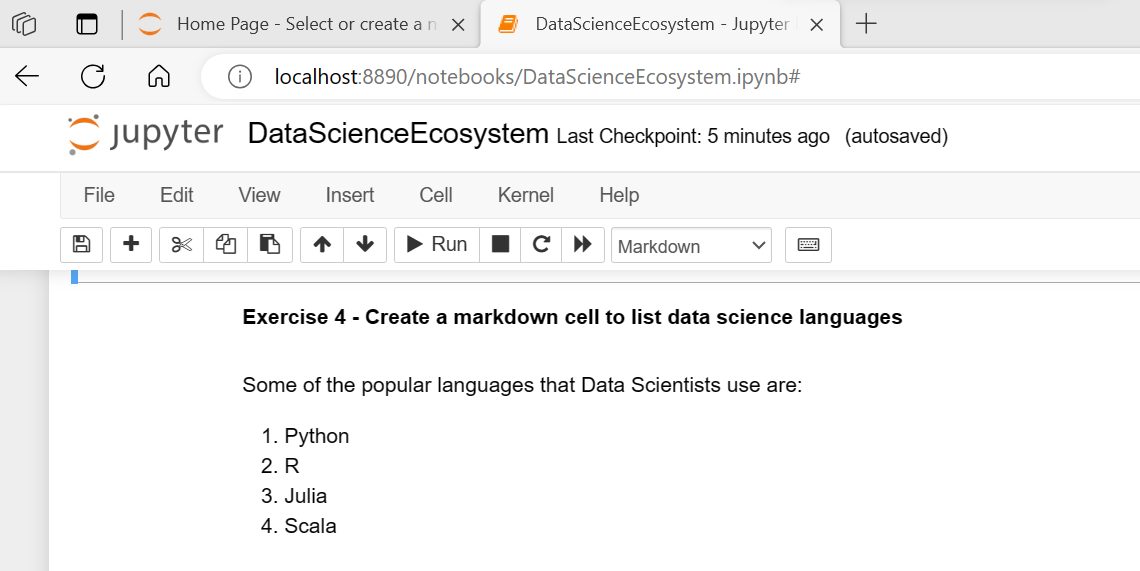 Home Page - Select or create a n
DataScienceEcosystem - Jupyter
localhost:8890/notebooks/DataScienceEcosystem.ipynb#
jupyter DataScienceEcosystem Last Checkpoint: 5 minutes ago (autosaved)
File Edit View Insert Cell Kernel Help
Run Markdown
Exercise 4 - Create a markdown cell to list data science languages
Some of the popular languages that Data Scientists use are:
1. Python
2. R
3. Julia
4. Scala